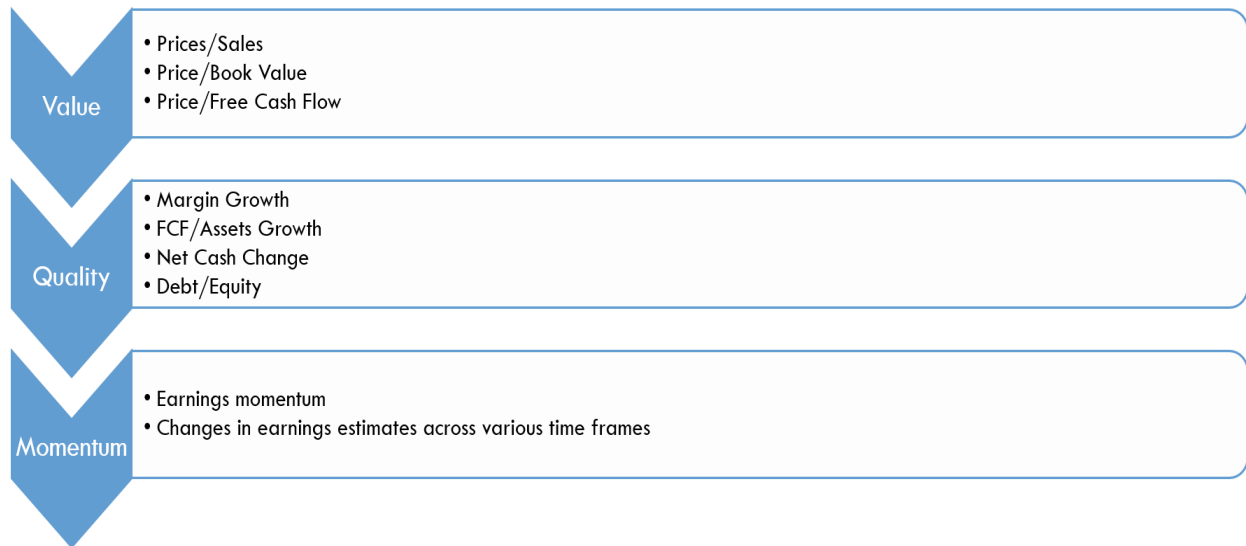 Value
• Prices/Sales
• Price/Book Value
• Price/Free Cash Flow
Quality
• Margin Growth
• FCF/Assets Growth
• Net Cash Change
• Debt/Equity
Momentum
• Earnings momentum
• Changes in earnings estimates across various time frames